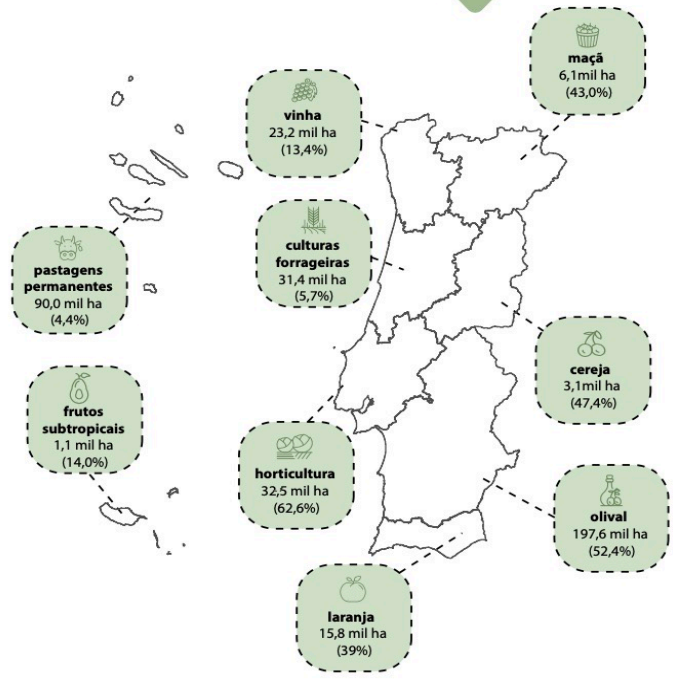 maçã
6,1mil ha
(43,0%)
vinha
23,2 mil ha
(13,4%)
culturas
forrageiras
31,4 mil ha
(5,7%)
pastagens
permanentes
90,0 mil ha
(4,4%)
cereja
3,1mil ha
(47,4%)
frutos
subtropicais
1,1 mil ha
(14,0%)
horticultura
32,5 mil ha
(62,6%)
olival
197,6 mil ha
(52,4%)
laranja
15,8 mil ha
(39%)